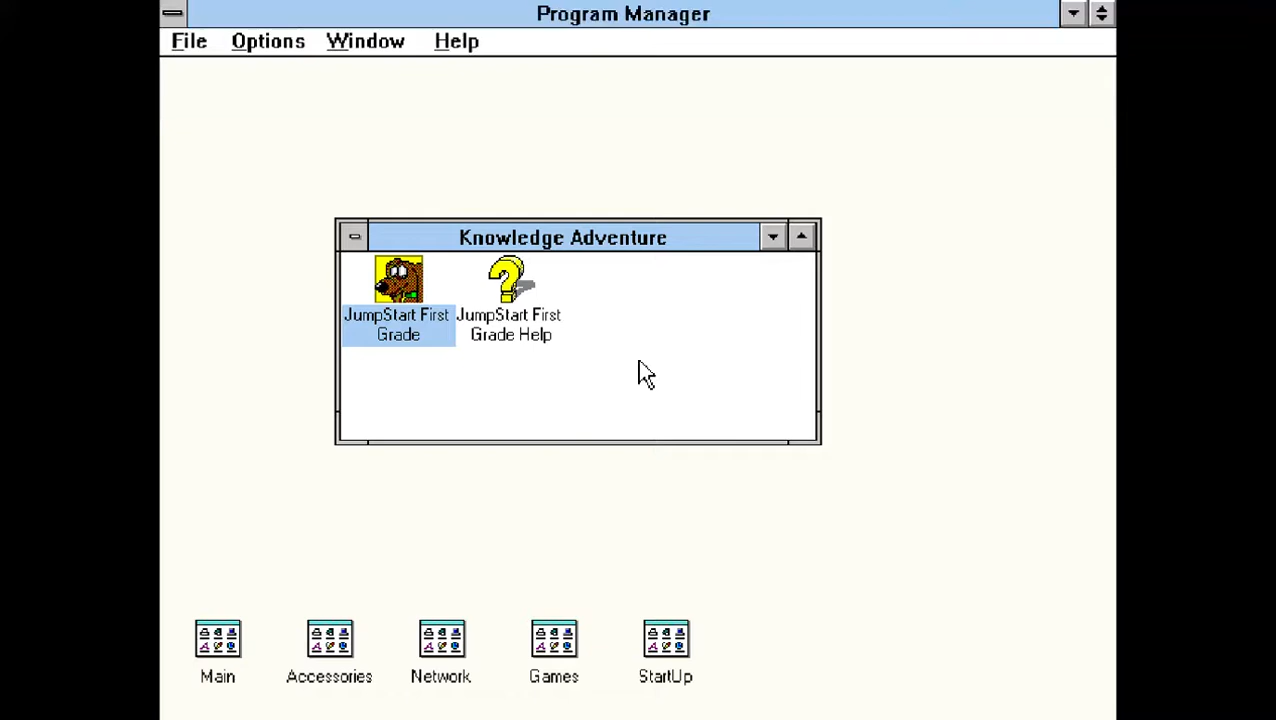 Program Manager
File Options Window Help
Knowledge Adventure
JumpStart First
Grade
JumpStart First
Grade Help
Main
Accessories
Network
Games
StartUp